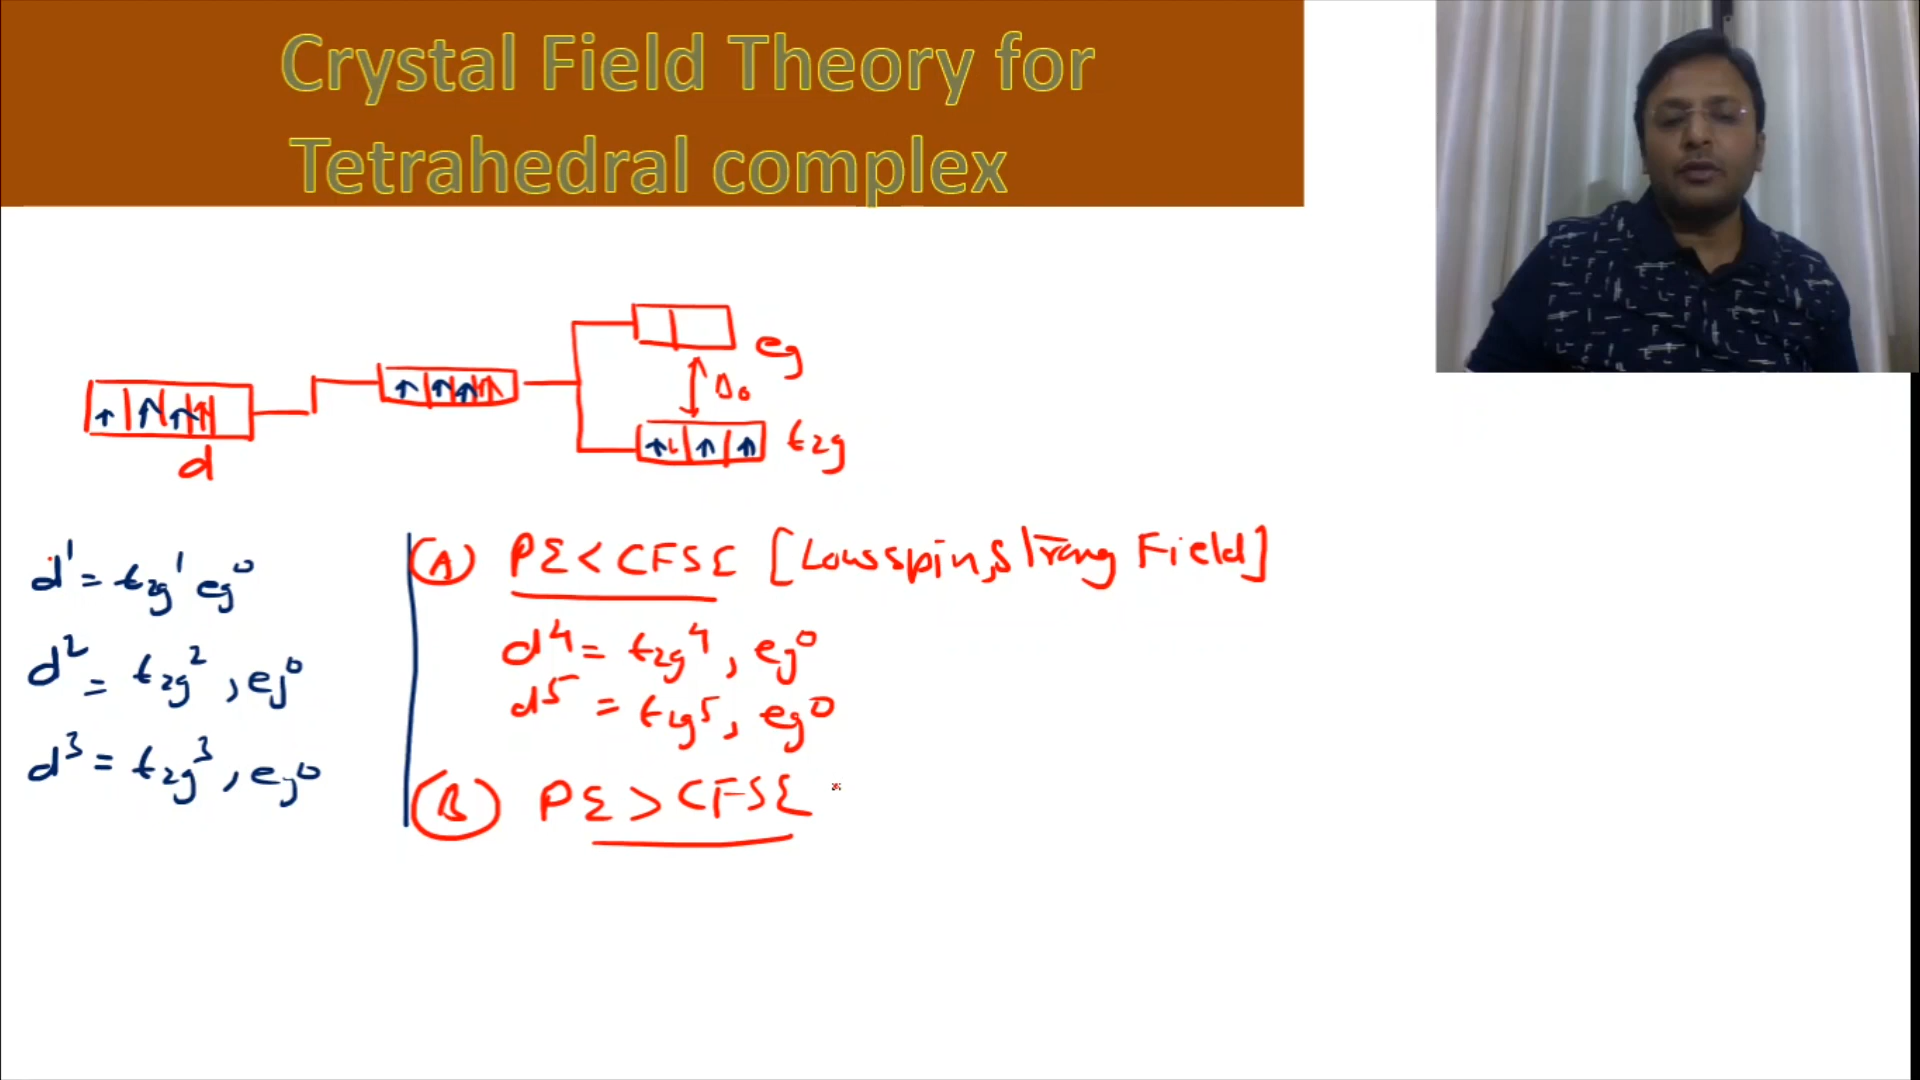 Crystal Field Theory for
Tetrahedral complex
eg
Δ₀
t₂g
d
d¹ = t₂g¹ eg⁰
d² = t₂g², eg⁰
d³ = t₂g³, eg⁰
(A) PE < CFSE [Low spin, Strong Field]
d⁴ = t₂g⁴, eg⁰
d⁵ = t₂g⁵, eg⁰
(B) PE > CFSE